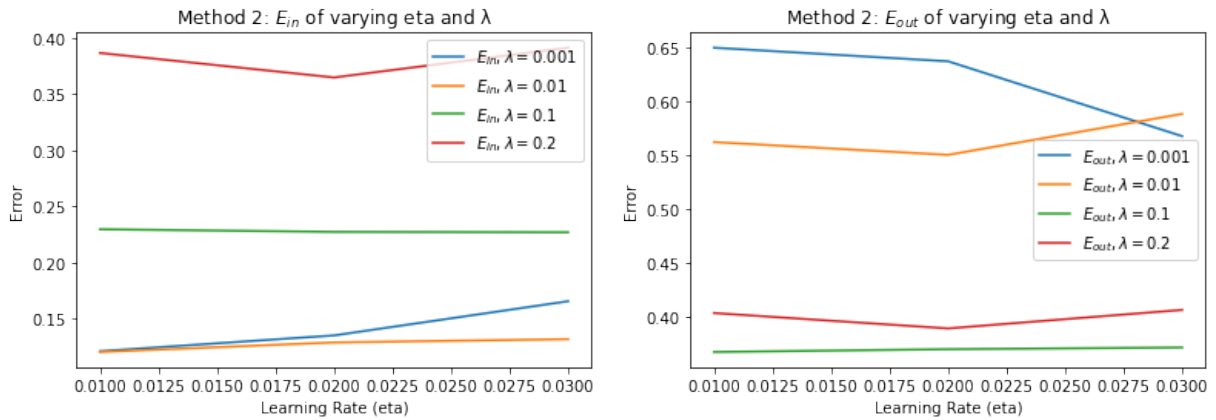 Method 2: E_in of varying eta and λ
Error
0.40
0.35
0.30
0.25
0.20
0.15
E_in, λ = 0.001
E_in, λ = 0.01
E_in, λ = 0.1
E_in, λ = 0.2
0.0100 0.0125 0.0150 0.0175 0.0200 0.0225 0.0250 0.0275 0.0300
Learning Rate (eta)
Method 2: E_out of varying eta and λ
Error
0.65
0.60
0.55
0.50
0.45
0.40
E_out, λ = 0.001
E_out, λ = 0.01
E_out, λ = 0.1
E_out, λ = 0.2
0.0100 0.0125 0.0150 0.0175 0.0200 0.0225 0.0250 0.0275 0.0300
Learning Rate (eta)